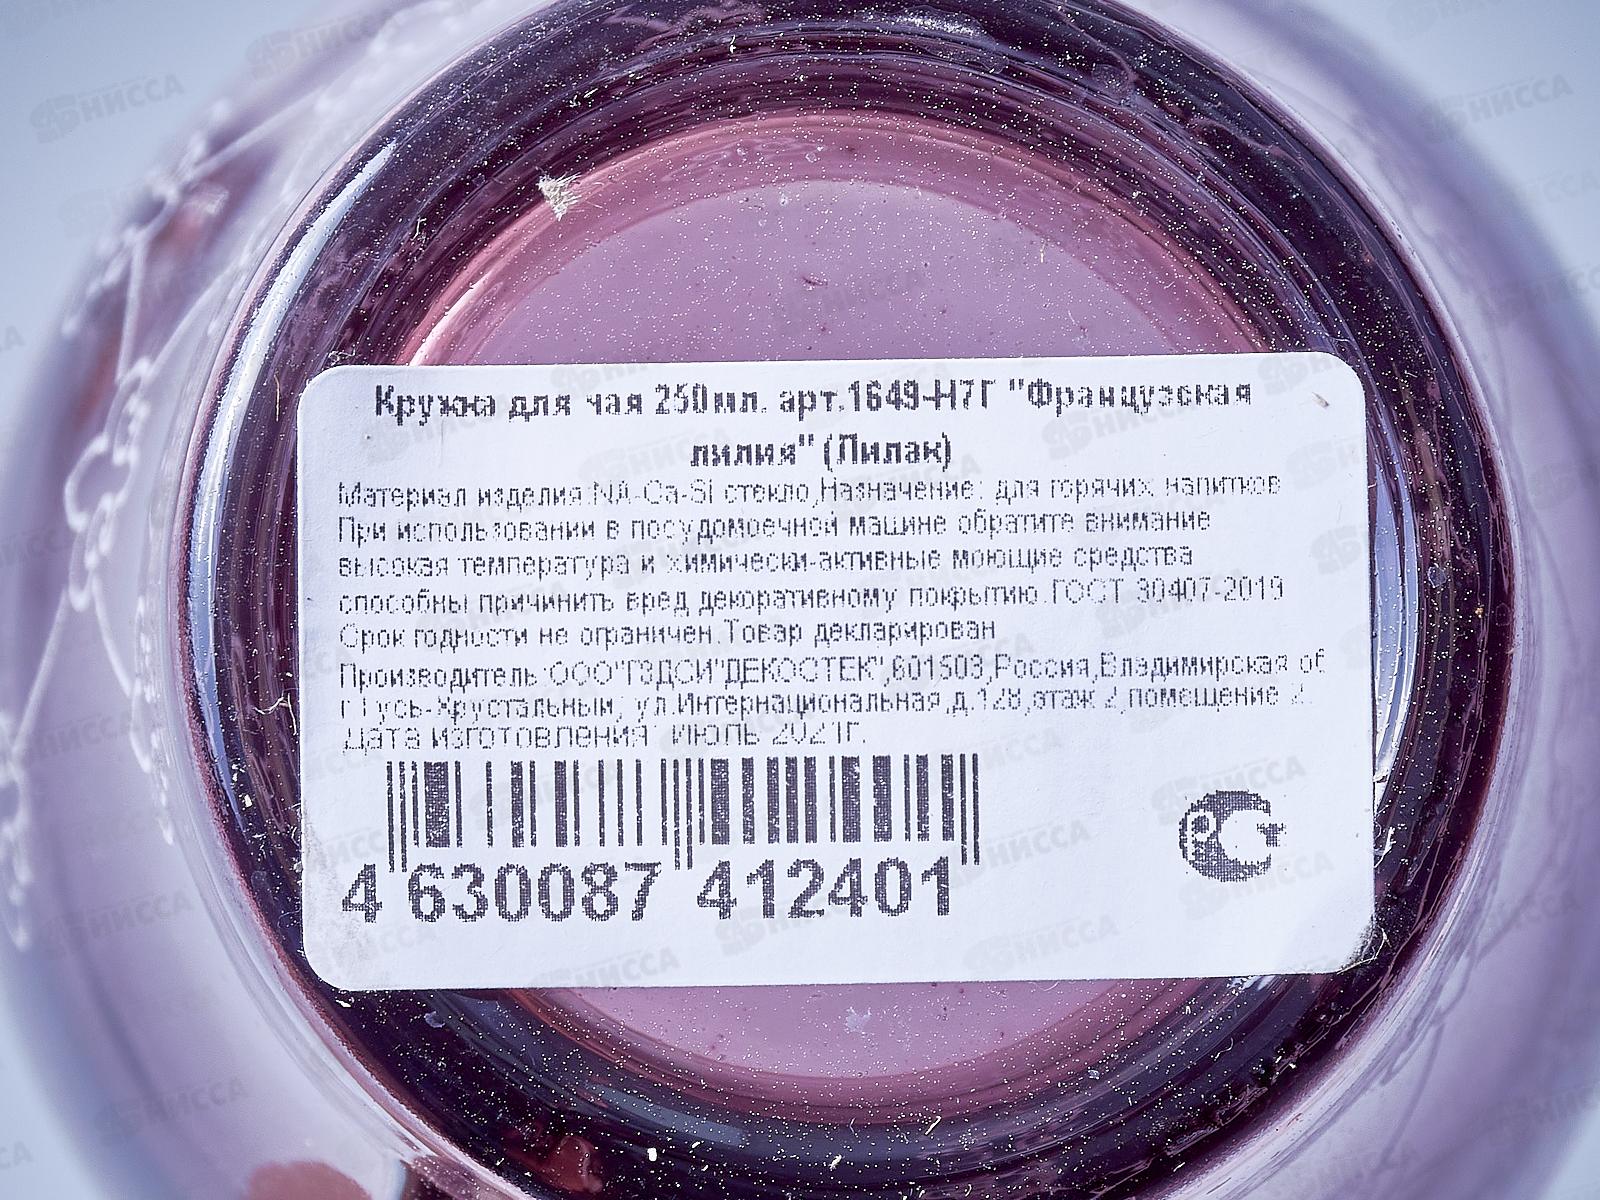 Кружка для чая 250мл. арт.1649-Н7Г "Французская
лилия" (Лилак)
Материал изделия:NA-Ca-Si стекло,Назначение: для горячих напитков
При использовании в посудомоечной машине обратите внимание
высокая температура и химически-активные моющие средства
способны причинить вред декоративному покрытию.ГОСТ 30407-2019
Срок годности не ограничен.Товар декларирован
Производитель:ООО"ГЗДСИ"ДЕКОСТЕК",601503,Россия,Владимирская об
г.Гусь-Хрустальный, ул.Интернациональная,д.128,этаж 2,помещение 2.
Дата изготовления: Июль 2021г.
4 630087 412401
НИССА